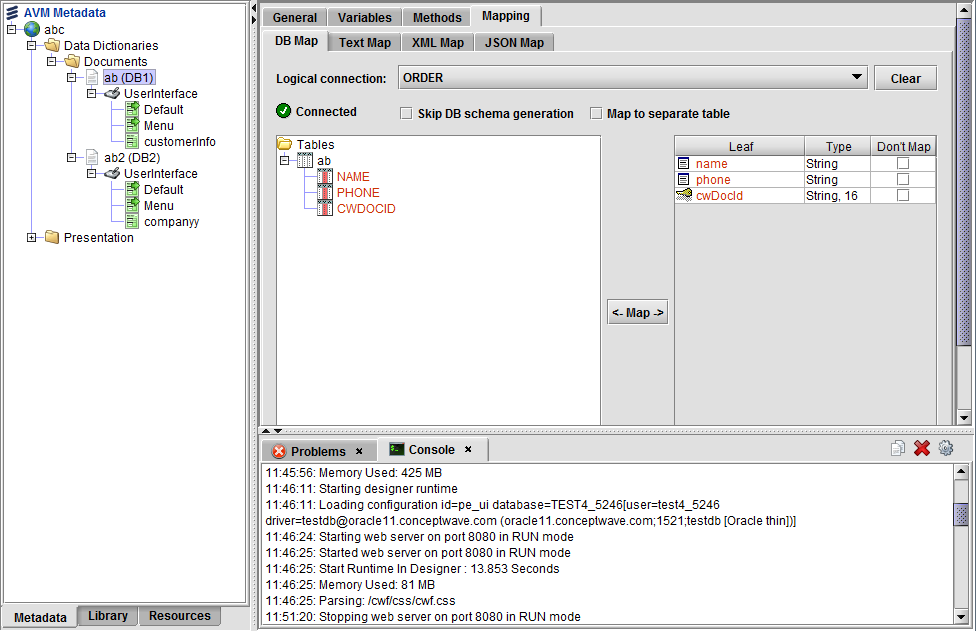 AVM Metadata
abc
Data Dictionaries
Documents
ab (DB1)
UserInterface
Default
Menu
customerInfo
ab2 (DB2)
UserInterface
Default
Menu
companyy
Presentation
Metadata Library Resources
General Variables Methods Mapping
DB Map Text Map XML Map JSON Map
Logical connection: ORDER Clear
Connected Skip DB schema generation Map to separate table
Tables
ab
NAME
PHONE
CWDOCID
<- Map ->
Leaf Type Don't Map
name String
phone String
cwDocId String, 16
Problems × Console ×
11:45:56: Memory Used: 425 MB
11:46:11: Starting designer runtime
11:46:11: Loading configuration id=pe_ui database=TEST4_5246[user=test4_5246
driver=testdb@oracle11.conceptwave.com (oracle11.conceptwave.com;1521;testdb [Oracle thin])]
11:46:24: Starting web server on port 8080 in RUN mode
11:46:25: Started web server on port 8080 in RUN mode
11:46:25: Start Runtime In Designer : 13.853 Seconds
11:46:25: Memory Used: 81 MB
11:46:25: Parsing: /cwf/css/cwf.css
11:51:20: Stopping web server on port 8080 in RUN mode